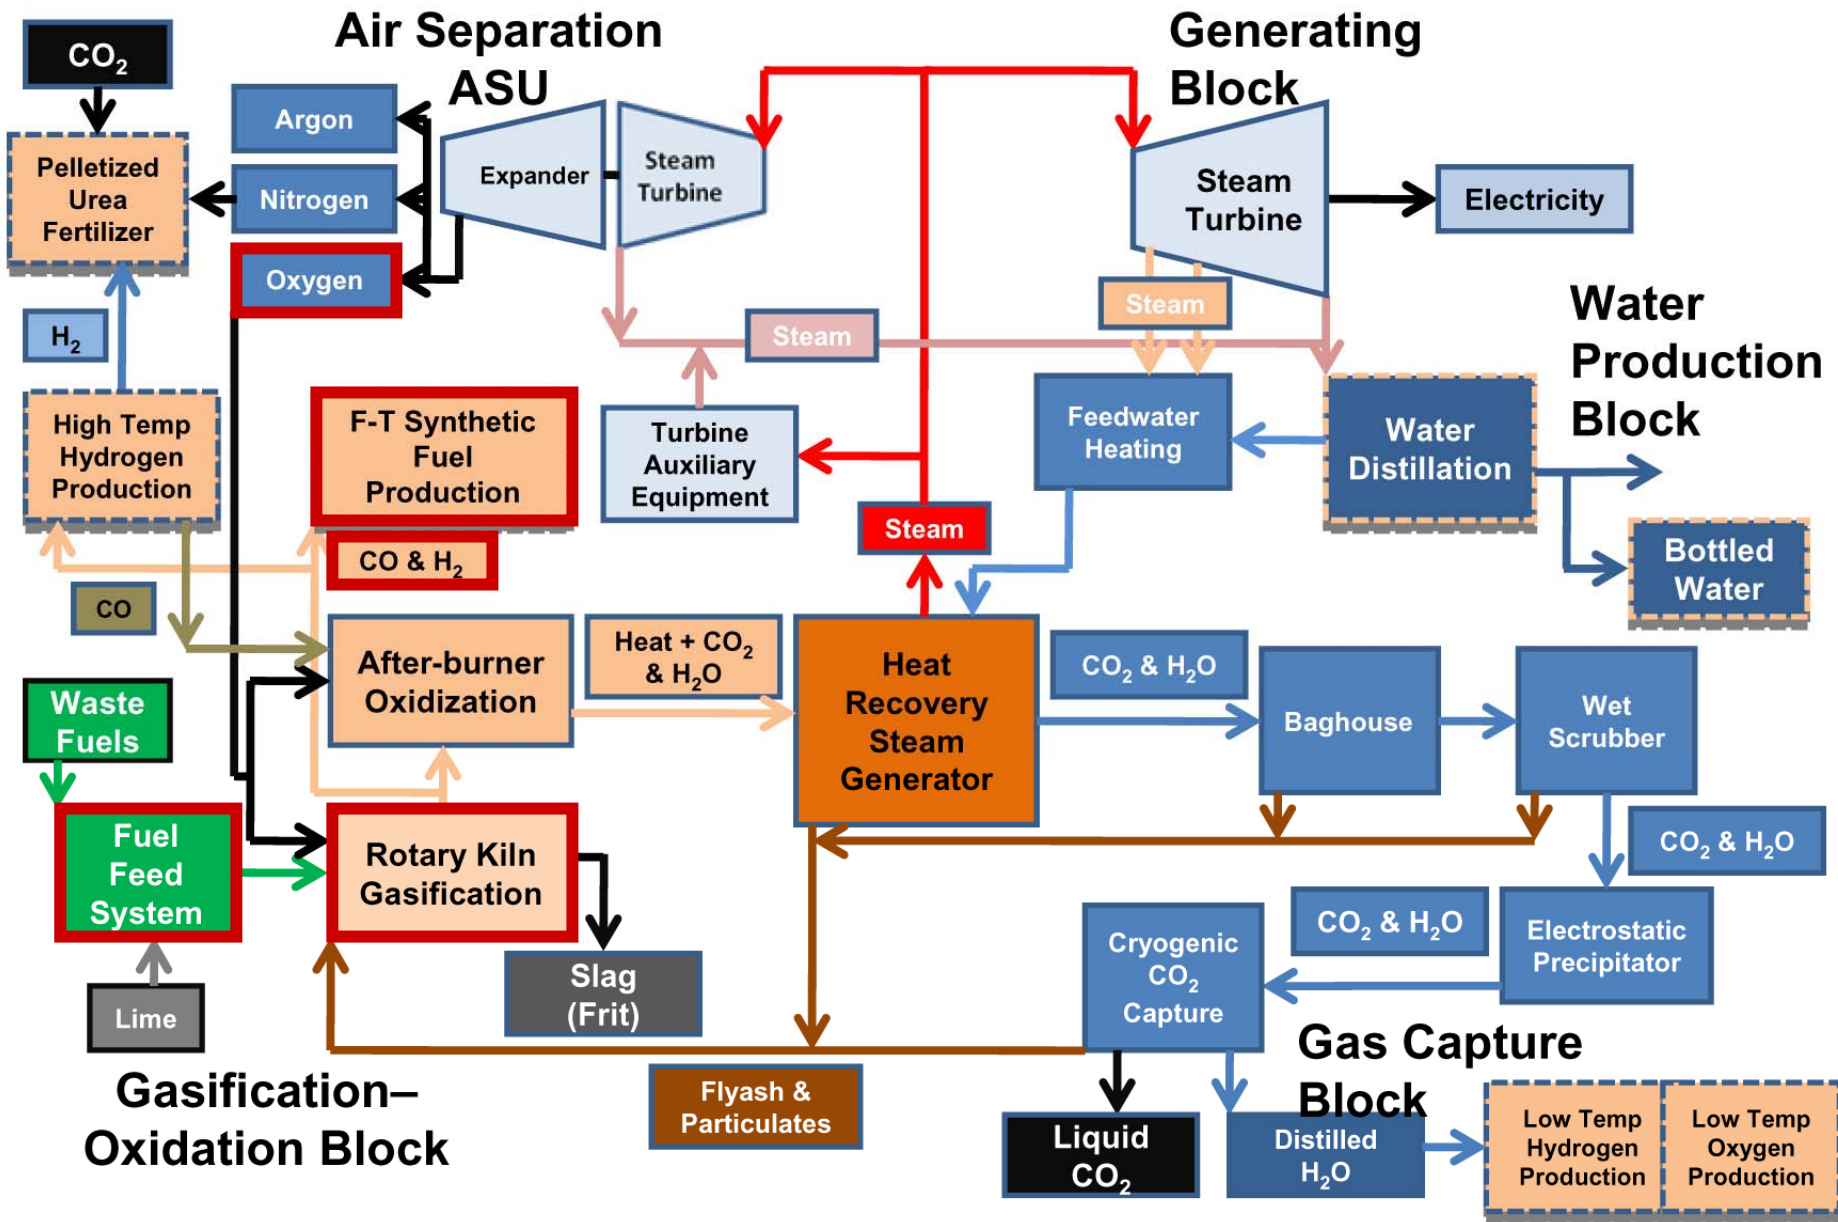 Air Separation
ASU
Generating
Block
CO₂
Argon
Pelletized
Urea
Fertilizer
Nitrogen
Oxygen
Expander
Steam
Turbine
Steam
Turbine
Electricity
H₂
Steam
Steam
Water
Production
Block
High Temp
Hydrogen
Production
F-T Synthetic
Fuel
Production
CO & H₂
Turbine
Auxiliary
Equipment
Feedwater
Heating
Water
Distillation
Steam
Bottled
Water
CO
After-burner
Oxidization
Heat + CO₂
& H₂O
Heat
Recovery
Steam
Generator
CO₂ & H₂O
Baghouse
Wet
Scrubber
Waste
Fuels
Fuel
Feed
System
Rotary Kiln
Gasification
CO₂ & H₂O
Lime
Slag
(Frit)
Cryogenic
CO₂
Capture
CO₂ & H₂O
Electrostatic
Precipitator
Gasification–
Oxidation Block
Flyash &
Particulates
Gas Capture
Block
Liquid
CO₂
Distilled
H₂O
Low Temp
Hydrogen
Production
Low Temp
Oxygen
Production